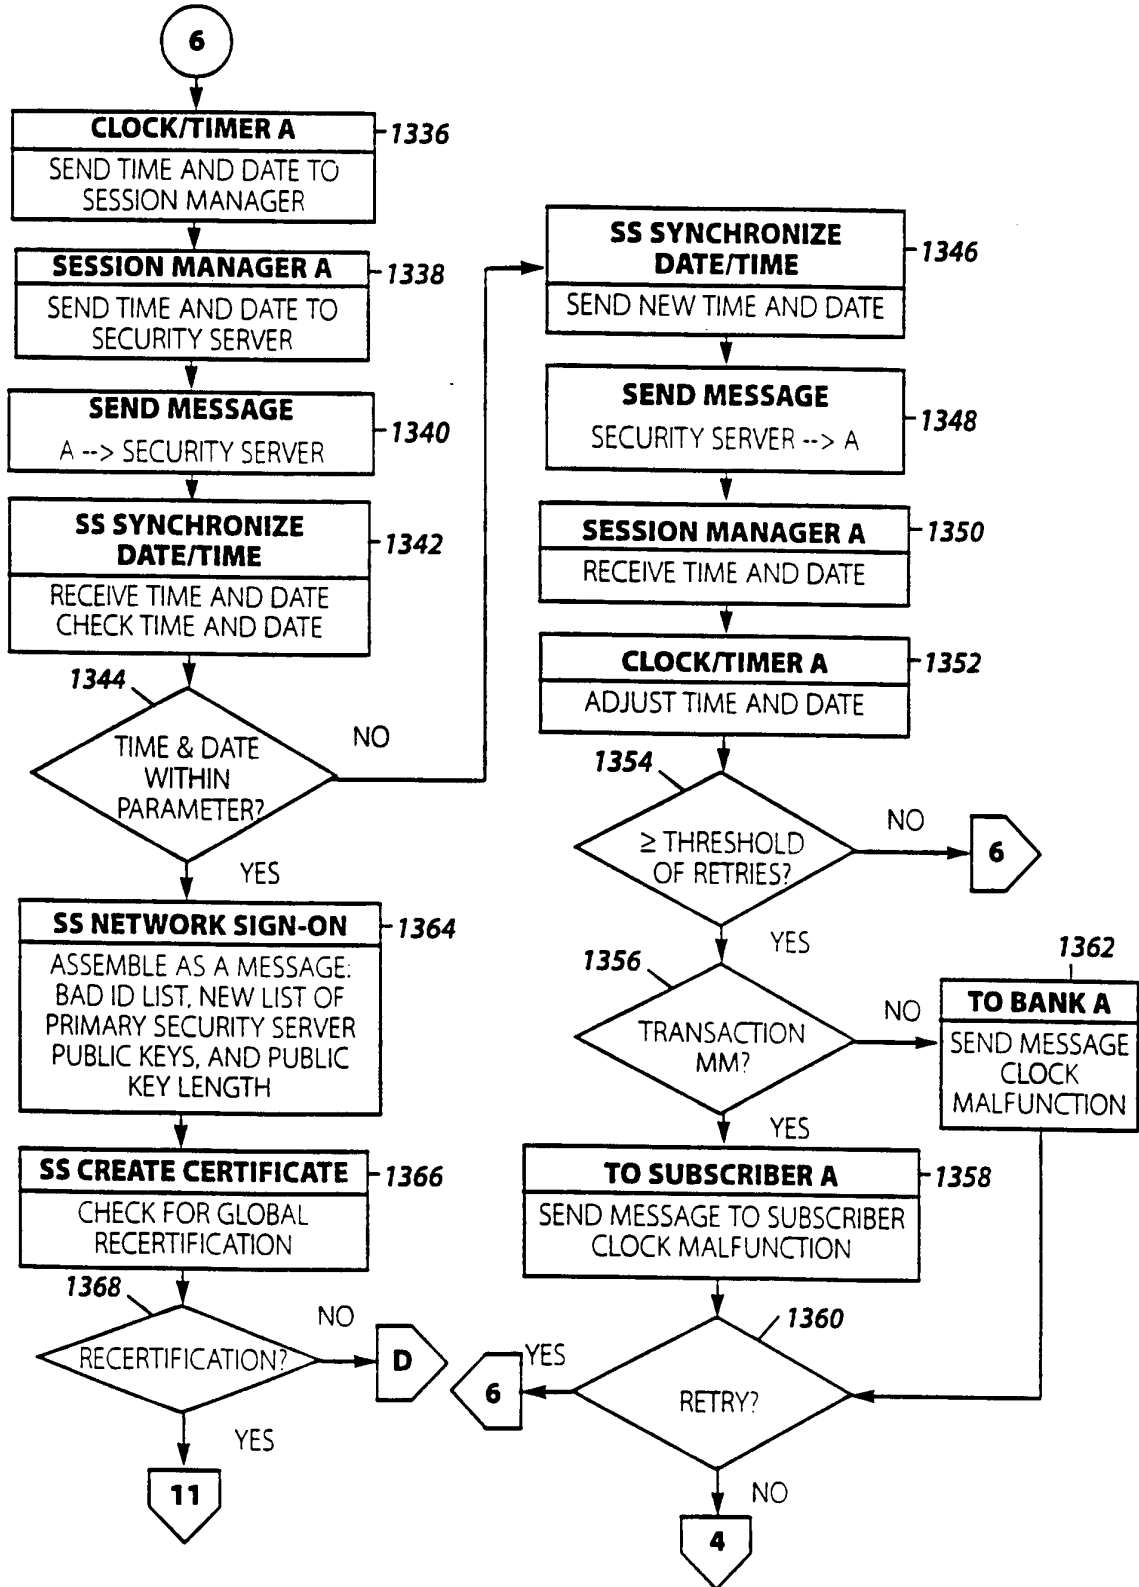 6
CLOCK/TIMER A
1336
SEND TIME AND DATE TO
SESSION MANAGER
SESSION MANAGER A
1338
SEND TIME AND DATE TO
SECURITY SERVER
SEND MESSAGE
1340
A --> SECURITY SERVER
SS SYNCHRONIZE
DATE/TIME
1342
RECEIVE TIME AND DATE
CHECK TIME AND DATE
1344
TIME & DATE
WITHIN
PARAMETER?
NO
YES
SS NETWORK SIGN-ON
1364
ASSEMBLE AS A MESSAGE:
BAD ID LIST, NEW LIST OF
PRIMARY SECURITY SERVER
PUBLIC KEYS, AND PUBLIC
KEY LENGTH
SS CREATE CERTIFICATE
1366
CHECK FOR GLOBAL
RECERTIFICATION
1368
RECERTIFICATION?
NO
D
YES
11
SS SYNCHRONIZE
DATE/TIME
1346
SEND NEW TIME AND DATE
SEND MESSAGE
1348
SECURITY SERVER --> A
SESSION MANAGER A
1350
RECEIVE TIME AND DATE
CLOCK/TIMER A
1352
ADJUST TIME AND DATE
1354
≥ THRESHOLD
OF RETRIES?
NO
6
YES
1356
TRANSACTION
MM?
NO
1362
TO BANK A
SEND MESSAGE
CLOCK
MALFUNCTION
YES
TO SUBSCRIBER A
1358
SEND MESSAGE TO SUBSCRIBER
CLOCK MALFUNCTION
1360
RETRY?
YES
6
NO
4